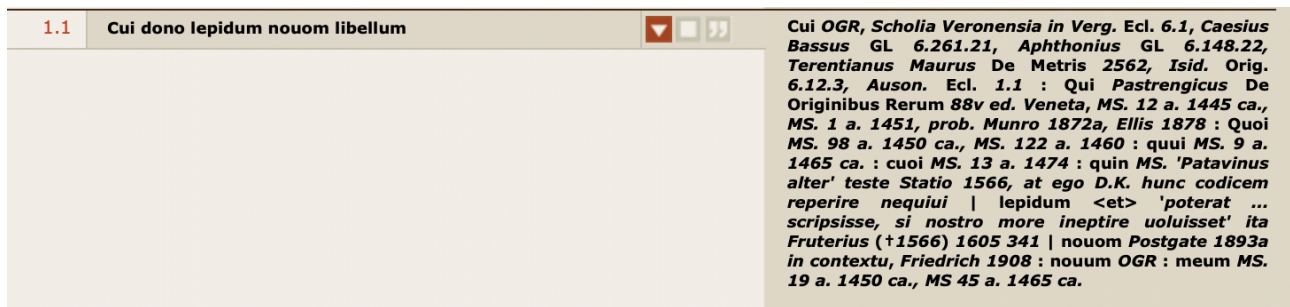 1.1 Cui dono lepidum nouom libellum
Cui OGR, Scholia Veronensia in Verg. Ecl. 6.1, Caesius
Bassus GL 6.261.21, Aphthonius GL 6.148.22,
Terentianus Maurus De Metris 2562, Isid. Orig.
6.12.3, Auson. Ecl. 1.1 : Qui Pastrengicus De
Originibus Rerum 88v ed. Veneta, MS. 12 a. 1445 ca.,
MS. 1 a. 1451, prob. Munro 1872a, Ellis 1878 : Quoi
MS. 98 a. 1450 ca., MS. 122 a. 1460 : quui MS. 9 a.
1465 ca. : cuoi MS. 13 a. 1474 : quin MS. 'Patavinus
alter' teste Statio 1566, at ego D.K. hunc codicem
reperire nequiui | lepidum <et> 'poterat ...
scripsisse, si nostro more ineptire uoluisset' ita
Fruterius (†1566) 1605 341 | nouom Postgate 1893a
in contextu, Friedrich 1908 : nouum OGR : meum MS.
19 a. 1450 ca., MS 45 a. 1465 ca.